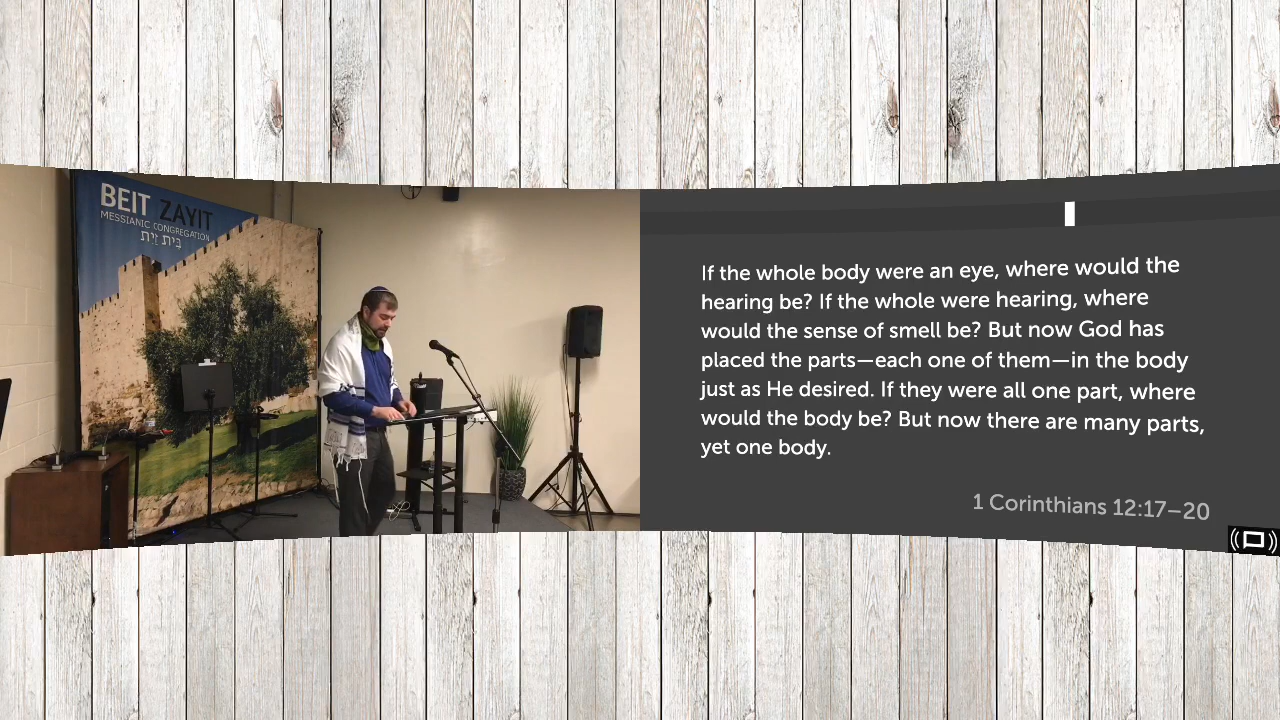 BEIT ZAYIT
MESSIANIC CONGREGATION
בית זית
If the whole body were an eye, where would the
hearing be? If the whole were hearing, where
would the sense of smell be? But now God has
placed the parts—each one of them—in the body
just as He desired. If they were all one part, where
would the body be? But now there are many parts,
yet one body.
1 Corinthians 12:17–20